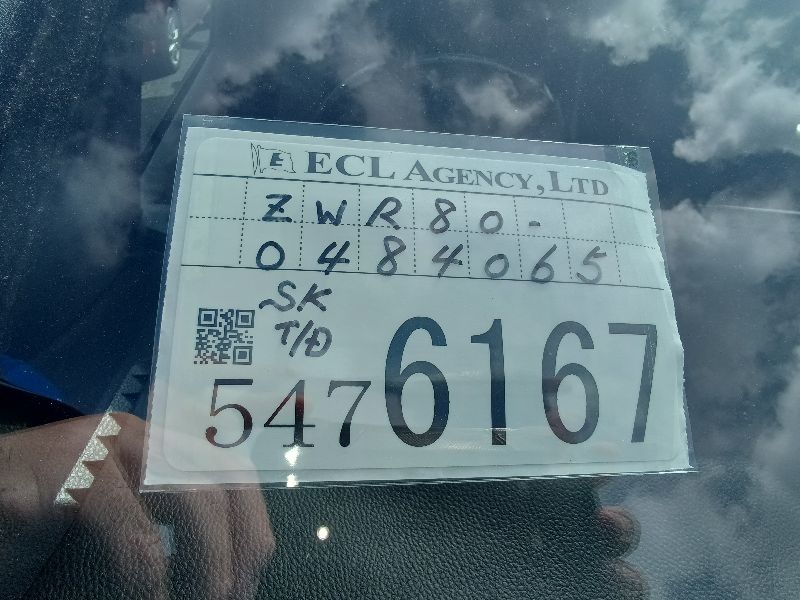 E ECL AGENCY, LTD
ZWR80-
0484065
S.K
T/D
5476167